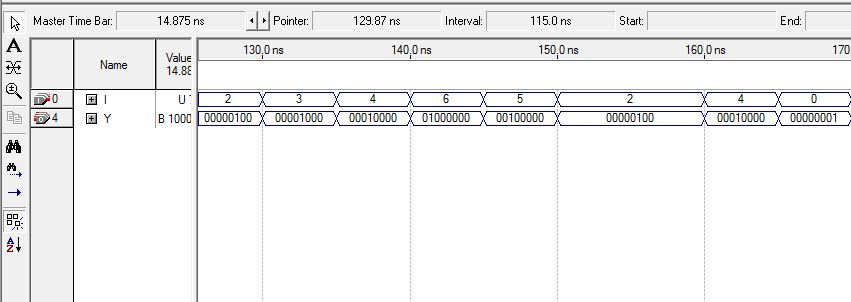 Master Time Bar: 14.875 ns Pointer: 129.87 ns Interval: 115.0 ns Start: End:
A
130.0 ns 140.0 ns 150.0 ns 160.0 ns 170
Name Value
14.88
0 I U 2 3 4 6 5 2 4 0
4 Y B 1000 00000100 00001000 00010000 01000000 00100000 00000100 00010000 00000001
A
Z